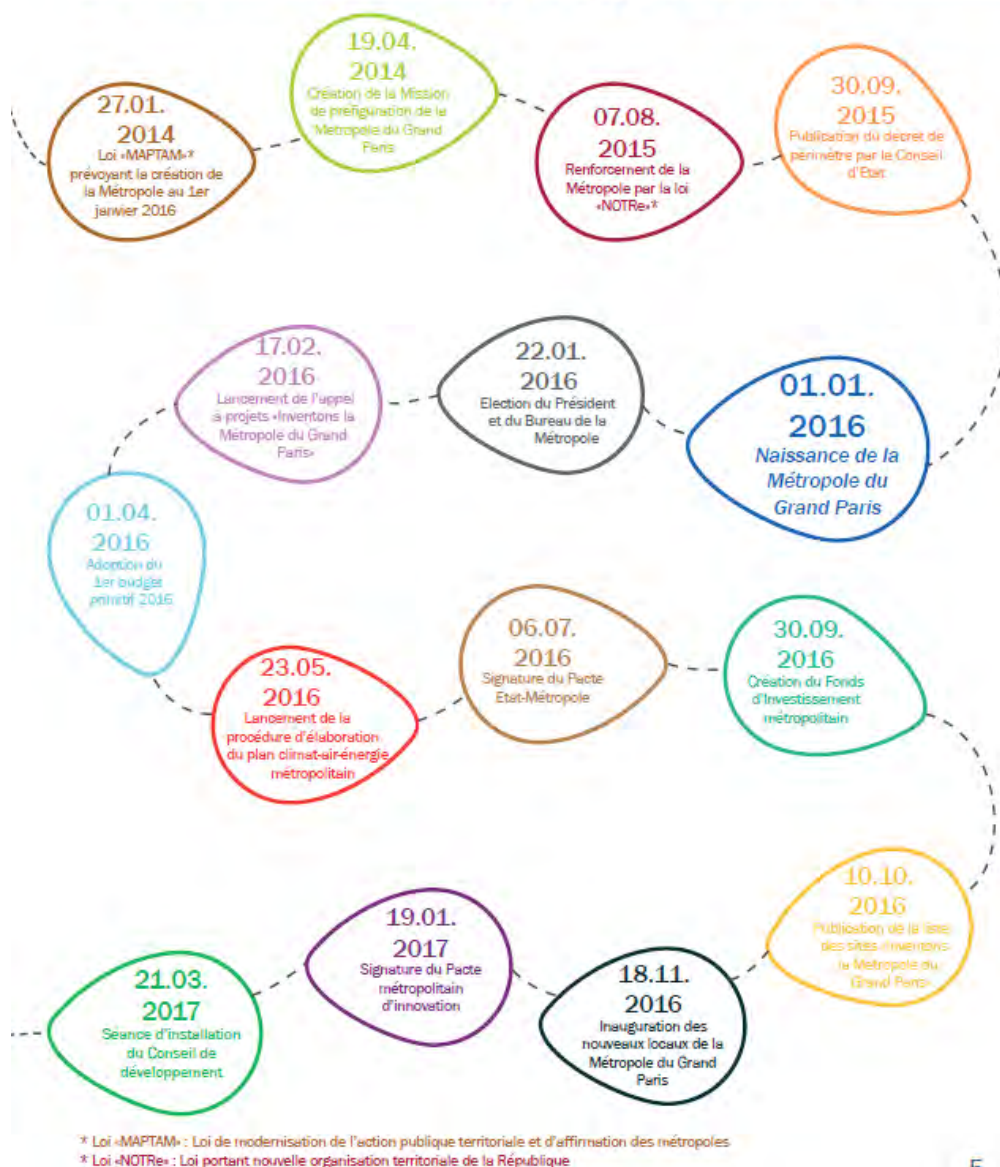 27.01.
2014
Loi «MAPTAM»*
prévoyant la création de
la Métropole au 1er
janvier 2016
19.04.
2014
Création de la Mission
de préfiguration de la
Métropole du Grand
Paris
07.08.
2015
Renforcement de la
Métropole par la loi
«NOTRe»*
30.09.
2015
Publication du décret de
périmètre par le Conseil
d'Etat
01.01.
2016
Naissance de la
Métropole du
Grand Paris
22.01.
2016
Election du Président
et du Bureau de la
Métropole
17.02.
2016
Lancement de l'appel
à projets «Inventons la
Métropole du Grand
Paris»
01.04.
2016
Adoption du
1er budget
primitif 2016
23.05.
2016
Lancement de la
procédure d'élaboration
du plan climat-air-énergie
métropolitain
06.07.
2016
Signature du Pacte
Etat-Métropole
30.09.
2016
Création du Fonds
d'Investissement
métropolitain
10.10.
2016
Publication de la liste
des sites «Inventons
la Métropole du
Grand Paris»
18.11.
2016
Inauguration des
nouveaux locaux de la
Métropole du Grand
Paris
19.01.
2017
Signature du Pacte
métropolitain
d'innovation
21.03.
2017
Séance d'installation
du Conseil de
développement
* Loi «MAPTAM» : Loi de modernisation de l'action publique territoriale et d'affirmation des métropoles
* Loi «NOTRe» : Loi portant nouvelle organisation territoriale de la République
5